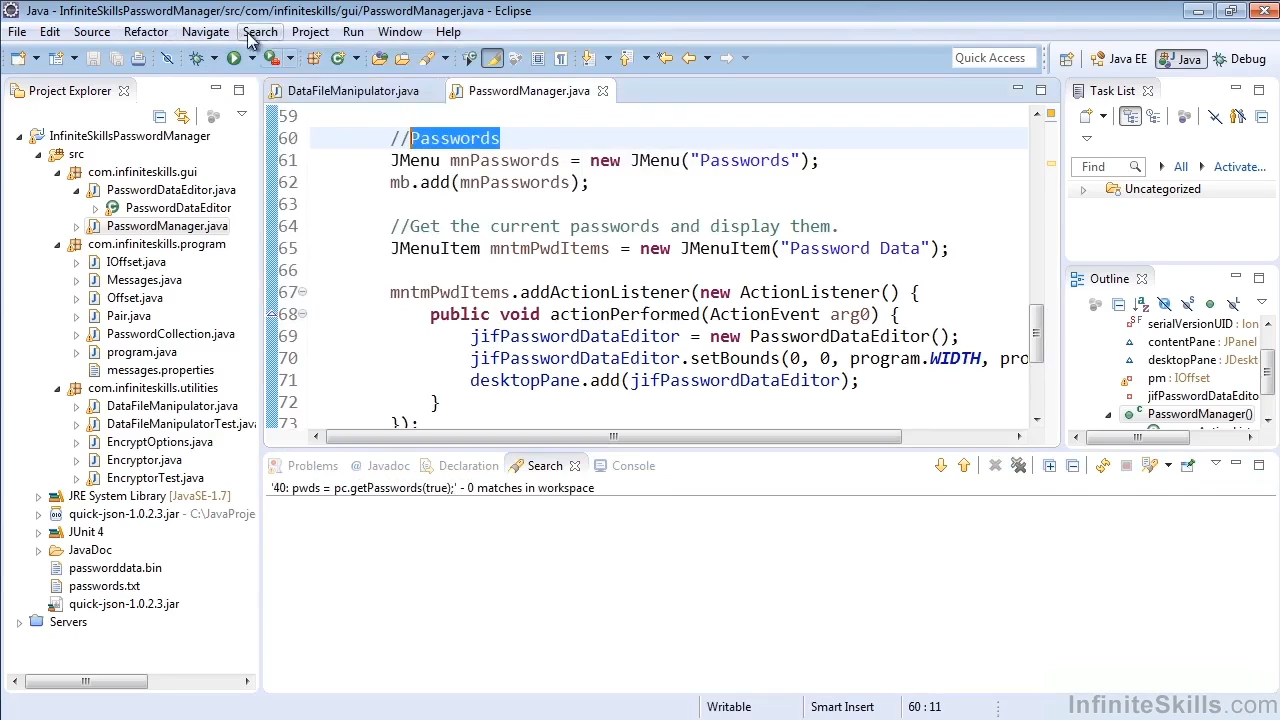 Java - InfiniteSkillsPasswordManager/src/com/infiniteskills/gui/PasswordManager.java - Eclipse
File Edit Source Refactor Navigate Search Project Run Window Help
Quick Access Java EE Java Debug
Project Explorer
InfiniteSkillsPasswordManager
src
com.infiniteskills.gui
PasswordDataEditor.java
PasswordDataEditor
PasswordManager.java
com.infiniteskills.program
IOffset.java
Messages.java
Offset.java
Pair.java
PasswordCollection.java
program.java
messages.properties
com.infiniteskills.utilities
DataFileManipulator.java
DataFileManipulatorTest.java
EncryptOptions.java
Encryptor.java
EncryptorTest.java
JRE System Library [JavaSE-1.7]
quick-json-1.0.2.3.jar - C:\JavaProje
JUnit 4
JavaDoc
passworddata.bin
passwords.txt
quick-json-1.0.2.3.jar
Servers
DataFileManipulator.java PasswordManager.java
59
60 //Passwords
61 JMenu mnPasswords = new JMenu("Passwords");
62 mb.add(mnPasswords);
63
64 //Get the current passwords and display them.
65 JMenuItem mntmPwdItems = new JMenuItem("Password Data");
66
67 mntmPwdItems.addActionListener(new ActionListener() {
68 public void actionPerformed(ActionEvent arg0) {
69 jifPasswordDataEditor = new PasswordDataEditor();
70 jifPasswordDataEditor.setBounds(0, 0, program.WIDTH, pro
71 desktopPane.add(jifPasswordDataEditor);
72 }
73 });
Task List
Find All Activate...
Uncategorized
Outline
serialVersionUID : lon
contentPane : JPanel
desktopPane : JDeskt
pm : IOffset
jifPasswordDataEdito
PasswordManager()
Problems @ Javadoc Declaration Search Console
'40: pwds = pc.getPasswords(true);' - 0 matches in workspace
Writable Smart Insert 60 : 11
InfiniteSkills.com